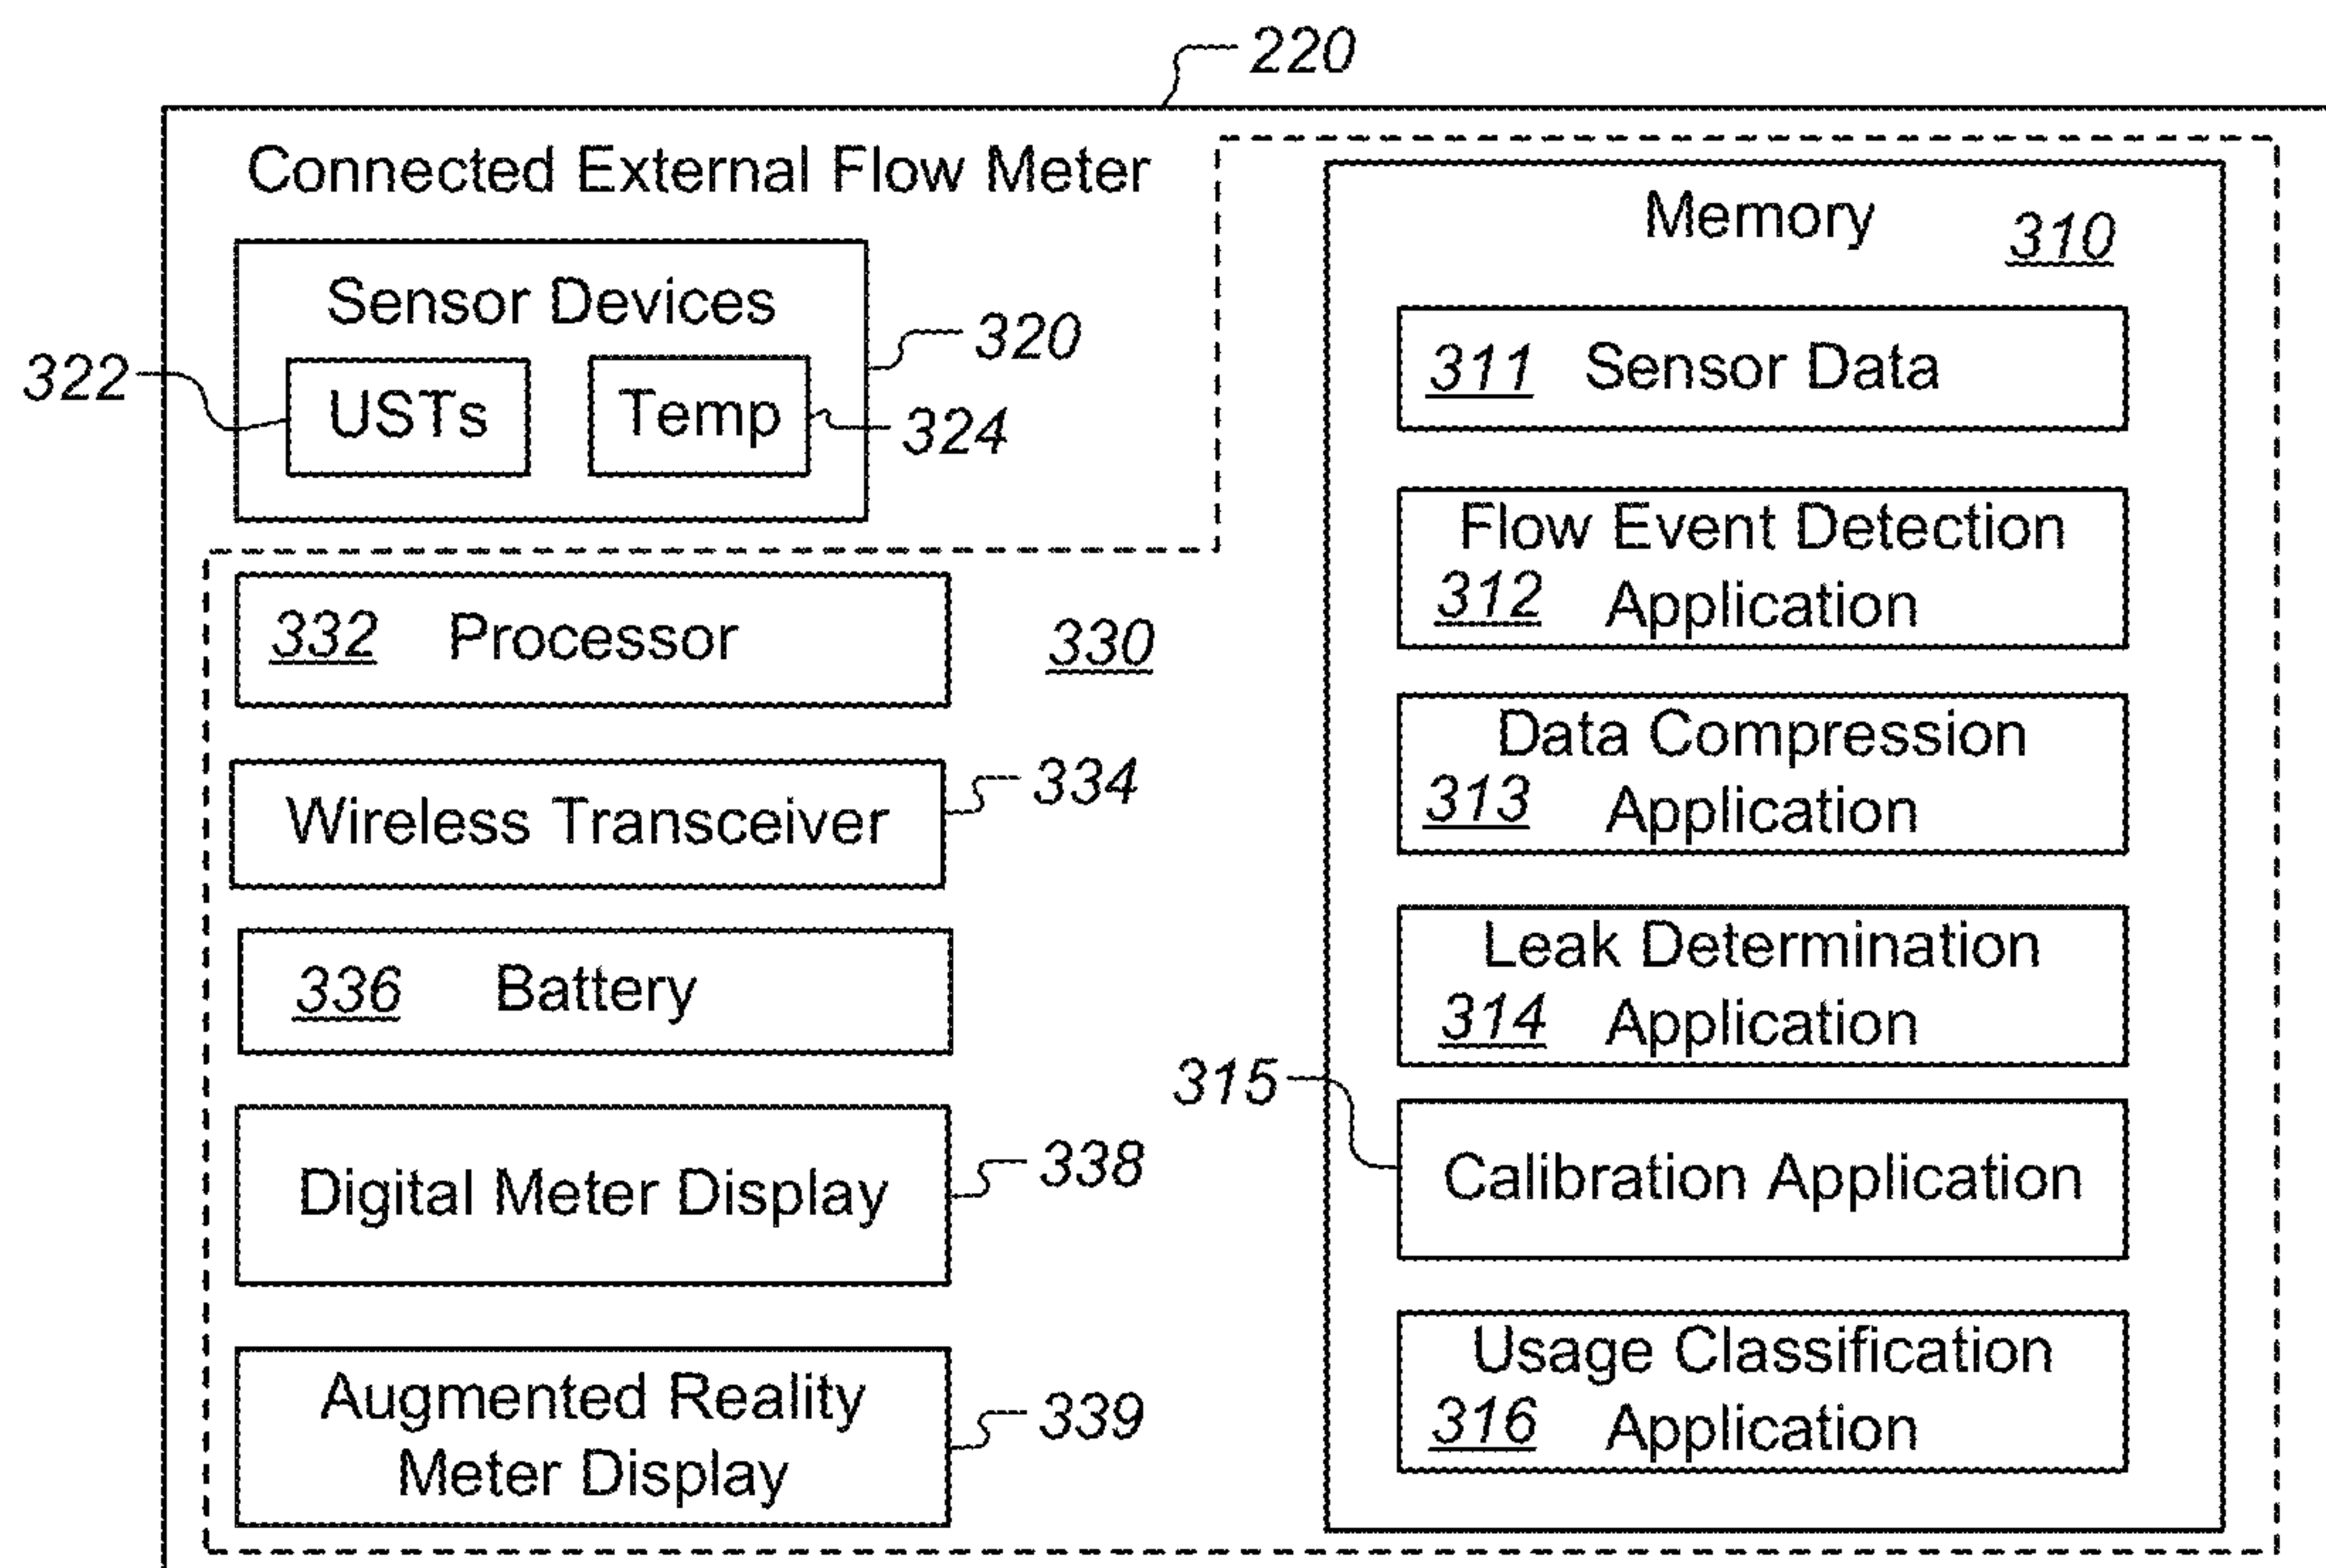 220
Connected External Flow Meter
Sensor Devices
320
322
USTs
Temp
324
332 Processor
330
Wireless Transceiver
334
336 Battery
Digital Meter Display
338
Augmented Reality
Meter Display
339
Memory 310
311 Sensor Data
Flow Event Detection
312 Application
Data Compression
313 Application
Leak Determination
314 Application
315
Calibration Application
Usage Classification
316 Application